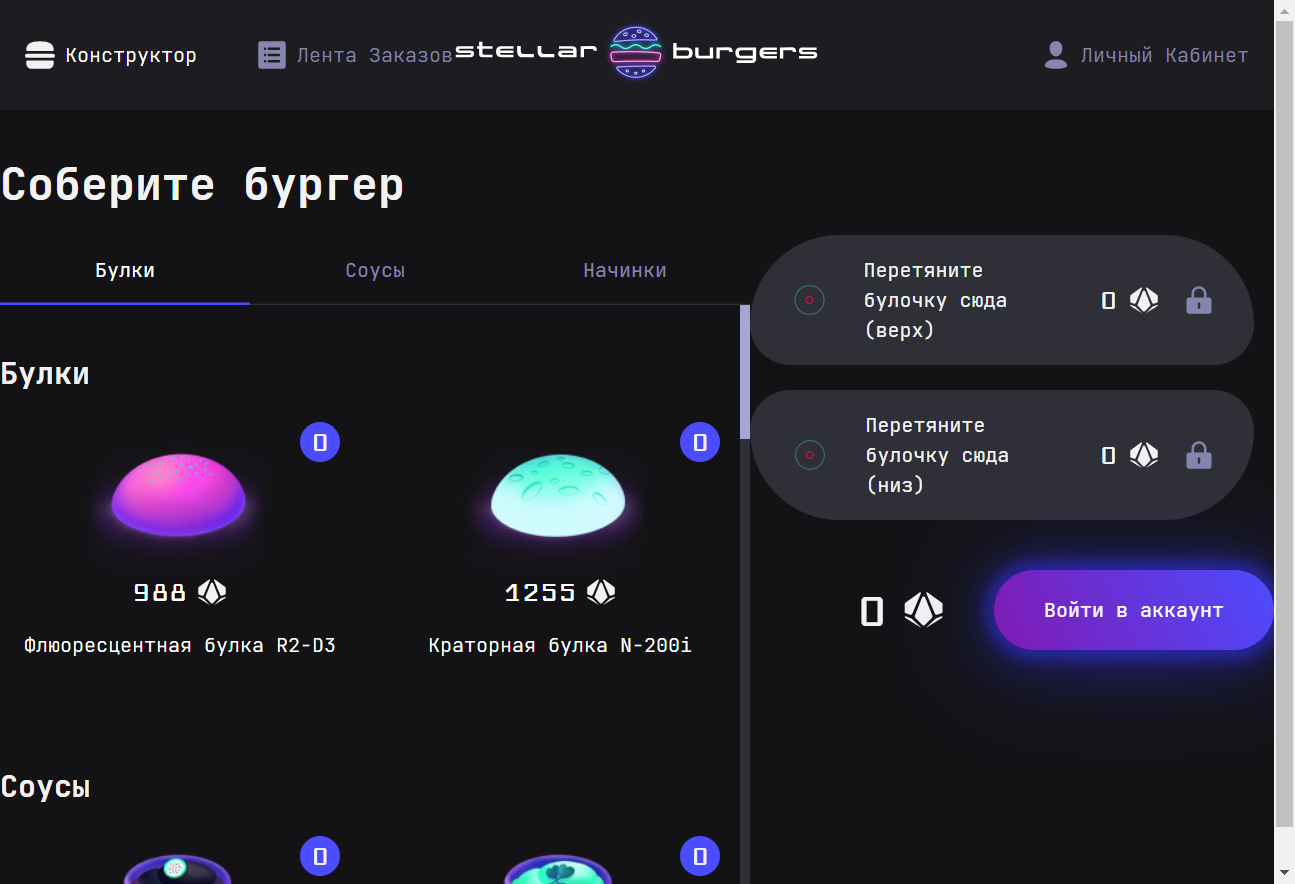 Конструктор
Лента Заказов
stellar burgers
Личный Кабинет
Соберите бургер
Булки
Соусы
Начинки
Булки
0
0
988
1255
Флюоресцентная булка R2-D3
Краторная булка N-200i
Соусы
0
0
Перетяните
булочку сюда
(верх)
0
Перетяните
булочку сюда
(низ)
0
0
Войти в аккаунт